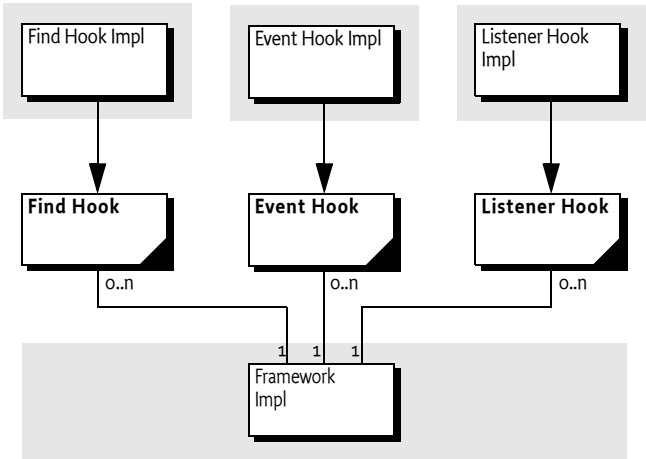 Find Hook Impl
Event Hook Impl
Listener Hook
Impl
Find Hook
Event Hook
Listener Hook
0..n
0..n
0..n
1
1
1
Framework
Impl